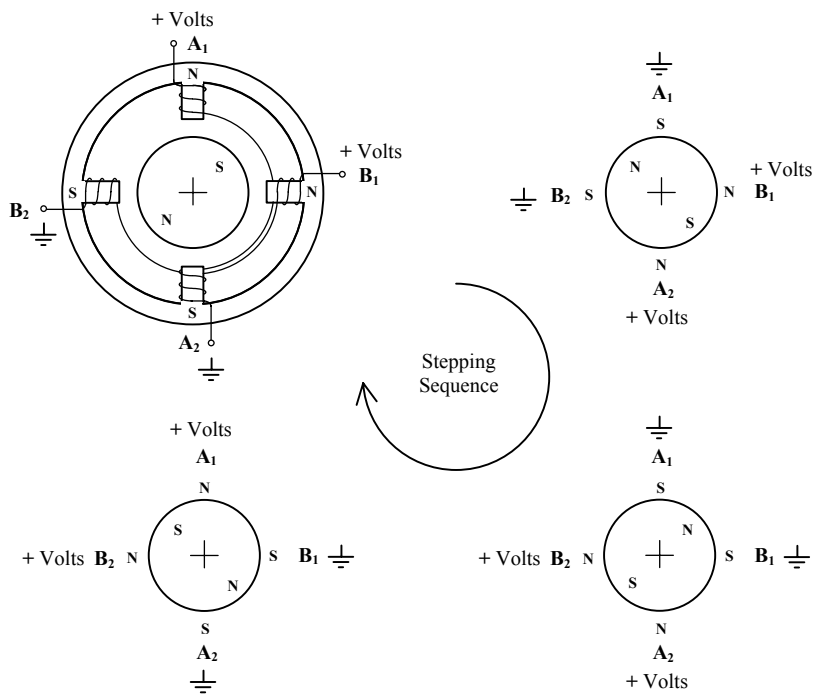 + Volts
A₁
N
+ Volts
B₁
S
S
N
B₂
N
S
A₂
A₁
S
N
+ Volts
B₂
S
N
B₁
S
N
A₂
+ Volts
Stepping
Sequence
+ Volts
A₁
N
S
+ Volts
B₂
N
S
B₁
N
S
A₂
A₁
S
N
+ Volts
B₂
N
S
B₁
S
N
A₂
+ Volts